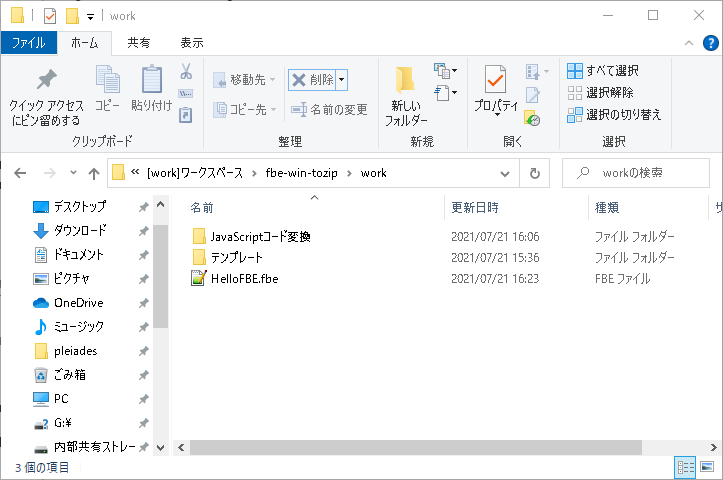 work
ファイル ホーム 共有 表示
クイック アクセス
にピン留めする
コピー
貼り付け
クリップボード
移動先
コピー先
削除
名前の変更
整理
新しい
フォルダー
新規
プロパティ
開く
すべて選択
選択解除
選択の切り替え
選択
« [work]ワークスペース › fbe-win-tozip › work
workの検索
デスクトップ
ダウンロード
ドキュメント
ピクチャ
OneDrive
ミュージック
pleiades
ごみ箱
PC
G:¥
内部共有ストレー
名前 更新日時 種類 サ
JavaScriptコード変換 2021/07/21 16:06 ファイル フォルダー
テンプレート 2021/07/21 15:36 ファイル フォルダー
HelloFBE.fbe 2021/07/21 16:23 FBE ファイル
3 個の項目